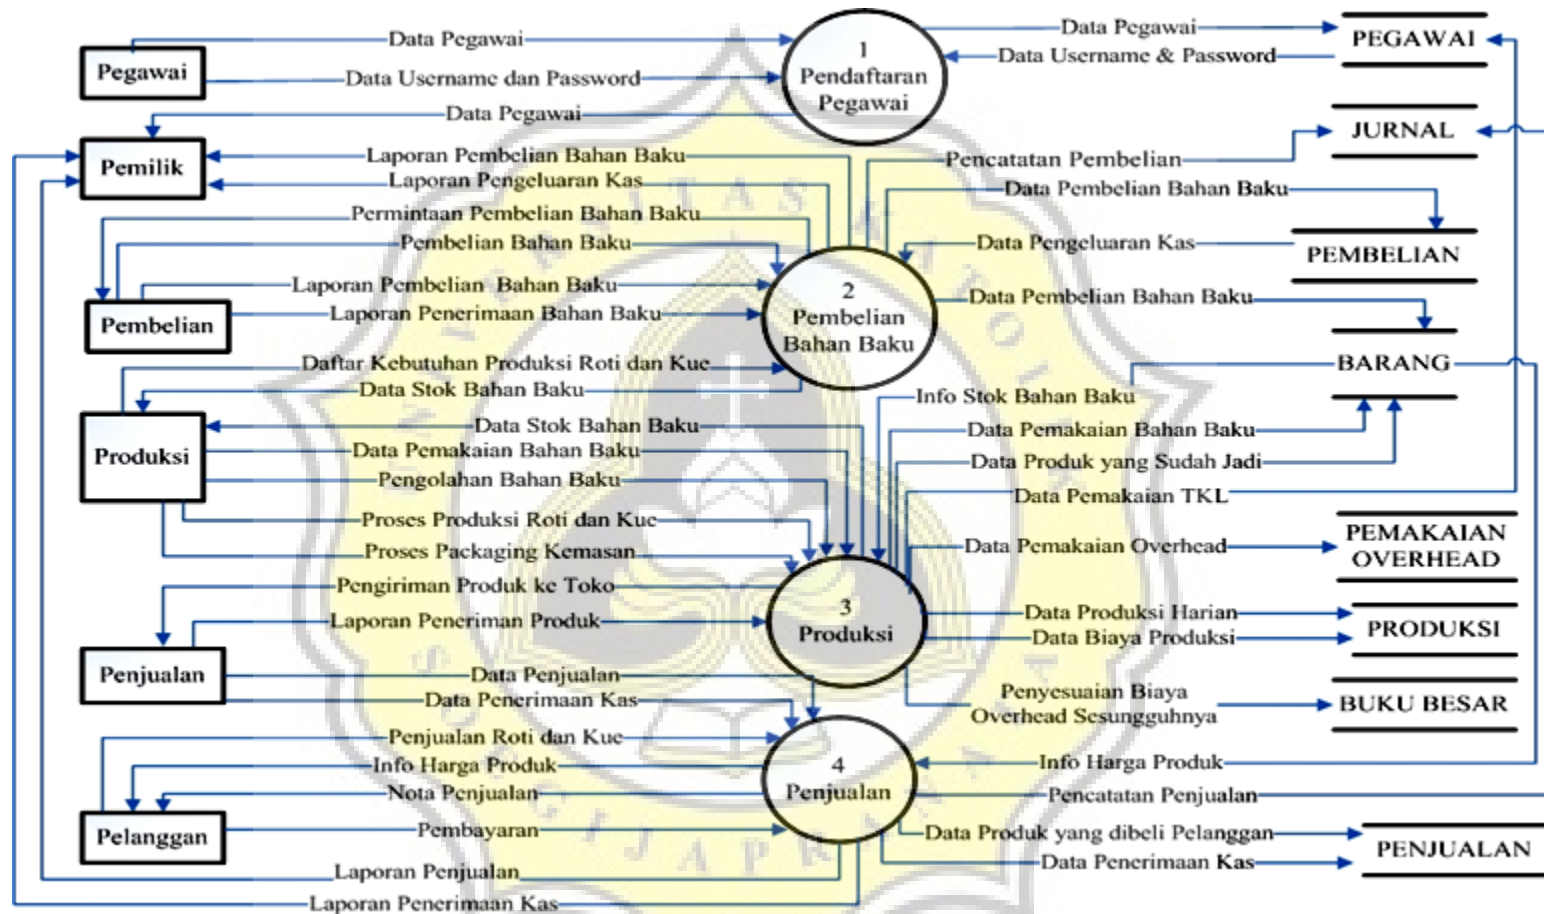 Data Pegawai
1
Data Pegawai
PEGAWAI
Pegawai
Data Username dan Password
Pendaftaran
Pegawai
Data Username & Password
Data Pegawai
JURNAL
Pemilik
Laporan Pembelian Bahan Baku
Pencatatan Pembelian
Laporan Pengeluaran Kas
Data Pembelian Bahan Baku
Permintaan Pembelian Bahan Baku
Pembelian Bahan Baku
Data Pengeluaran Kas
PEMBELIAN
Laporan Pembelian Bahan Baku
2
Pembelian
Bahan Baku
Data Pembelian Bahan Baku
Pembelian
Laporan Penerimaan Bahan Baku
Daftar Kebutuhan Produksi Roti dan Kue
BARANG
Data Stok Bahan Baku
Info Stok Bahan Baku
Data Stok Bahan Baku
Data Pemakaian Bahan Baku
Produksi
Data Pemakaian Bahan Baku
Data Produk yang Sudah Jadi
Pengolahan Bahan Baku
Data Pemakaian TKL
Proses Produksi Roti dan Kue
PEMAKAIAN
OVERHEAD
Proses Packaging Kemasan
Data Pemakaian Overhead
Pengiriman Produk ke Toko
3
Produksi
Data Produksi Harian
PRODUKSI
Laporan Peneriman Produk
Data Biaya Produksi
Penjualan
Data Penjualan
Penyesuaian Biaya
Overhead Sesungguhnya
BUKU BESAR
Data Penerimaan Kas
Penjualan Roti dan Kue
4
Penjualan
Info Harga Produk
Info Harga Produk
Nota Penjualan
Pencatatan Penjualan
Pelanggan
Pembayaran
Data Produk yang dibeli Pelanggan
PENJUALAN
Data Penerimaan Kas
Laporan Penjualan
Laporan Penerimaan Kas